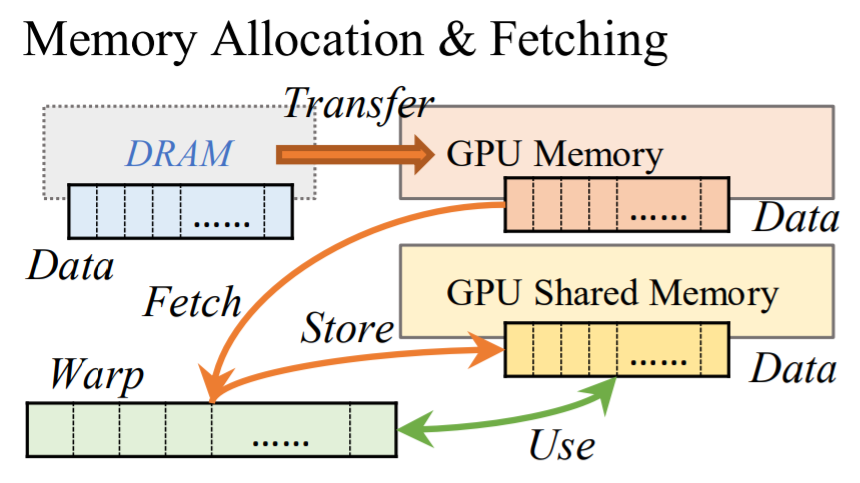 Memory Allocation & Fetching
Transfer
DRAM
GPU Memory
......
......
Data
Data
GPU Shared Memory
Fetch
Store
......
Data
Warp
......
Use